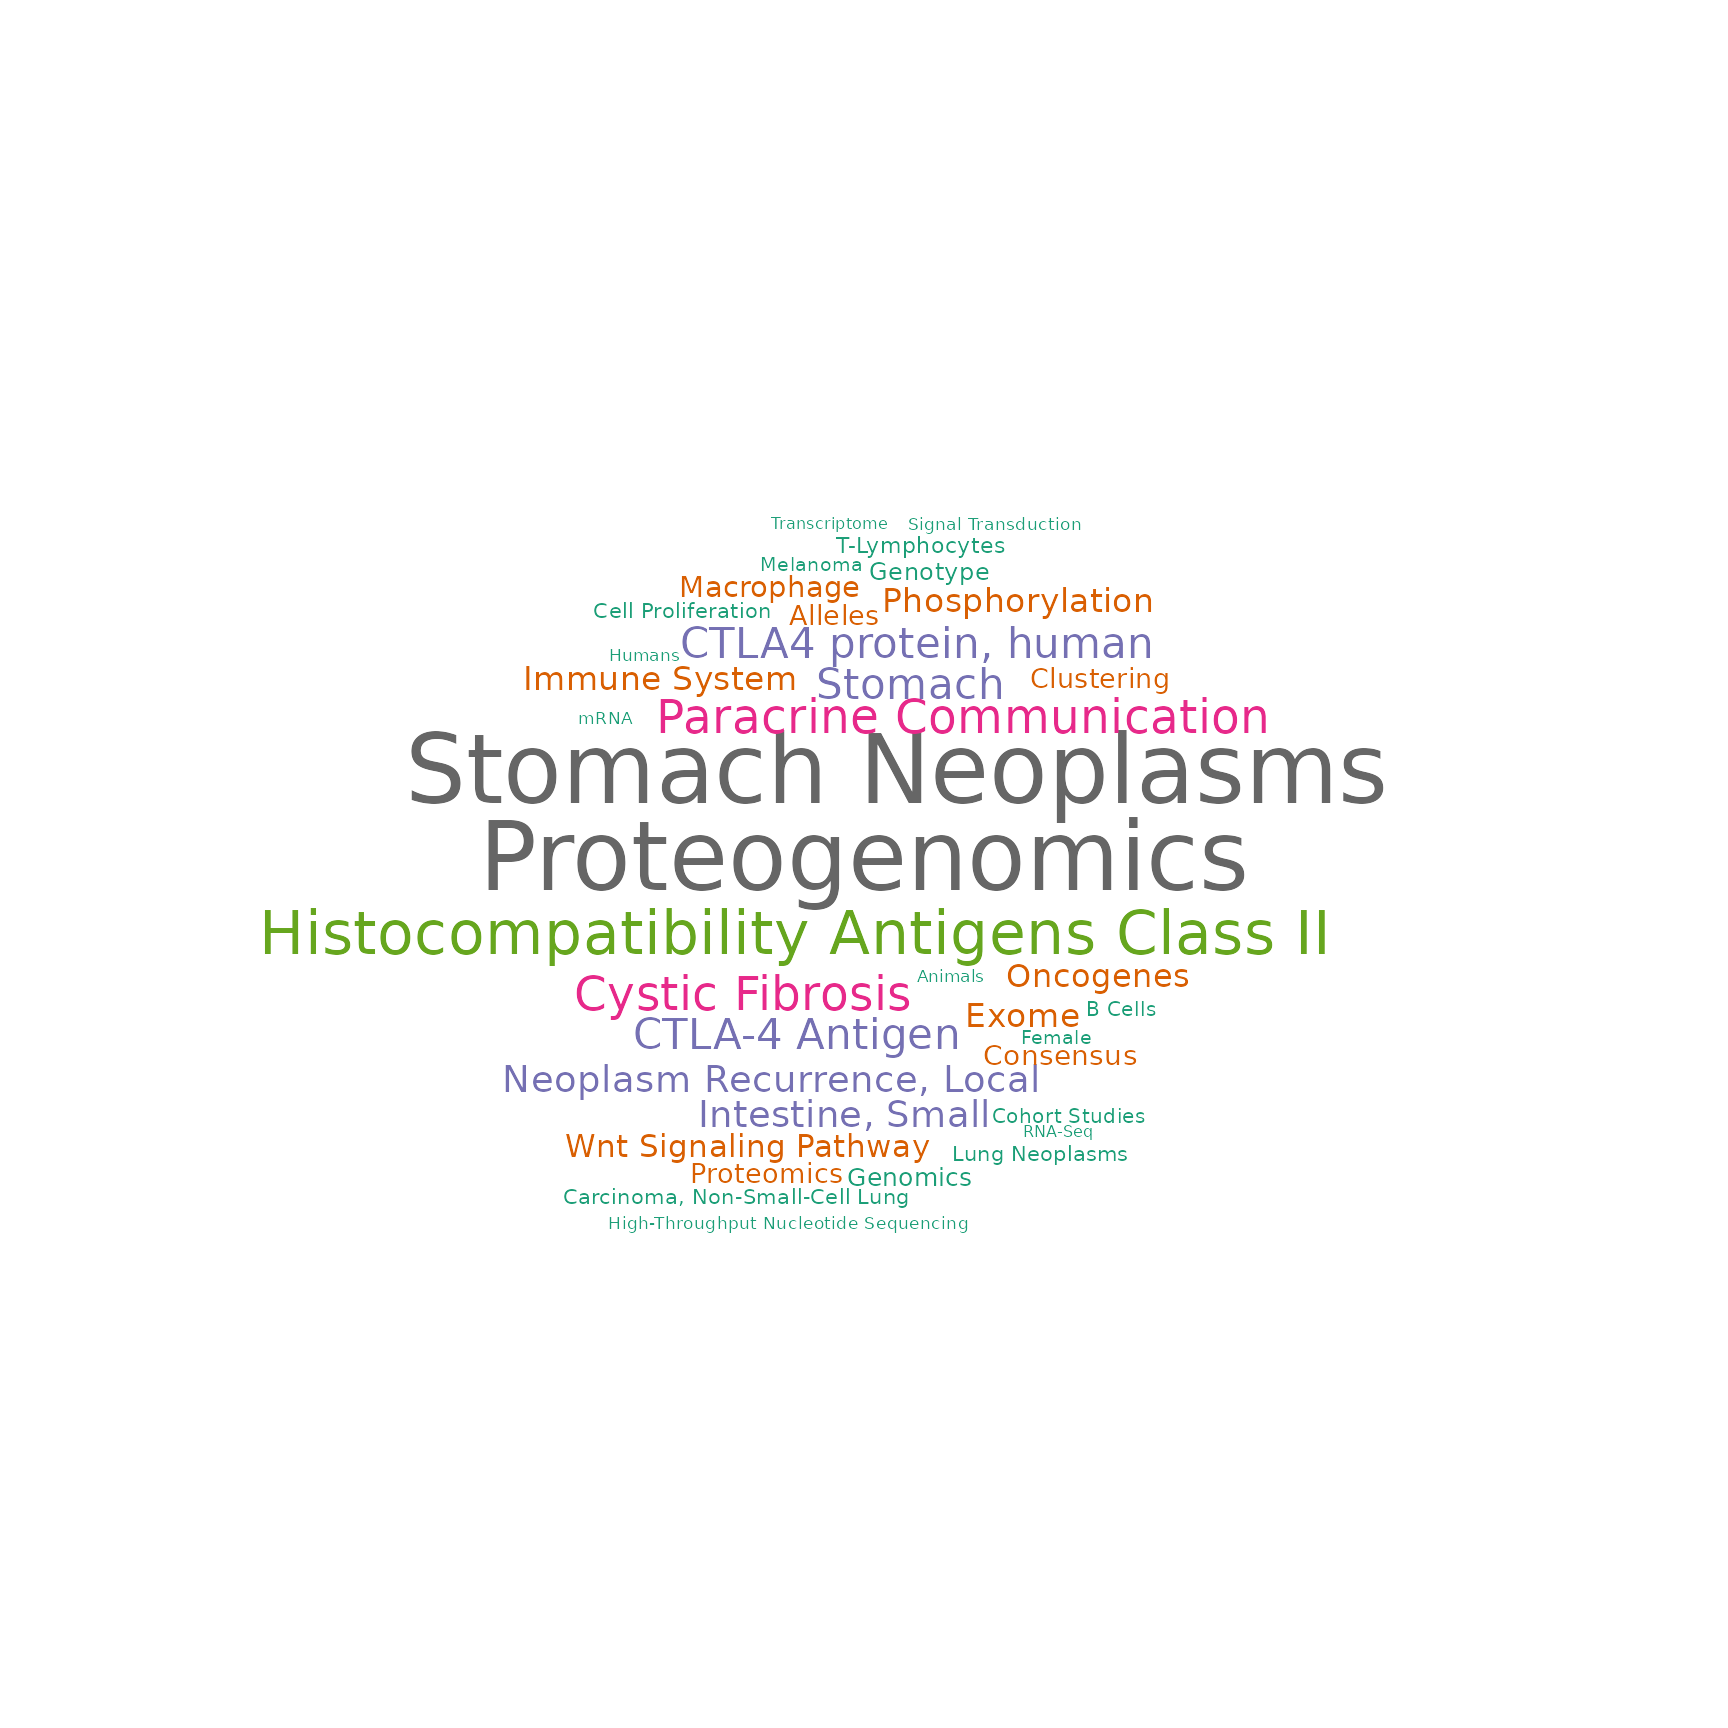 Transcriptome Signal Transduction
T-Lymphocytes
Melanoma Genotype
Macrophage Phosphorylation
Cell Proliferation Alleles
CTLA4 protein, human
Humans
Immune System Stomach Clustering
mRNA Paracrine Communication
Stomach Neoplasms
Proteogenomics
Histocompatibility Antigens Class II
Cystic Fibrosis Animals Oncogenes
Exome B Cells
CTLA-4 Antigen Female
Consensus
Neoplasm Recurrence, Local
Intestine, Small Cohort Studies
RNA-Seq
Wnt Signaling Pathway Lung Neoplasms
Proteomics Genomics
Carcinoma, Non-Small-Cell Lung
High-Throughput Nucleotide Sequencing